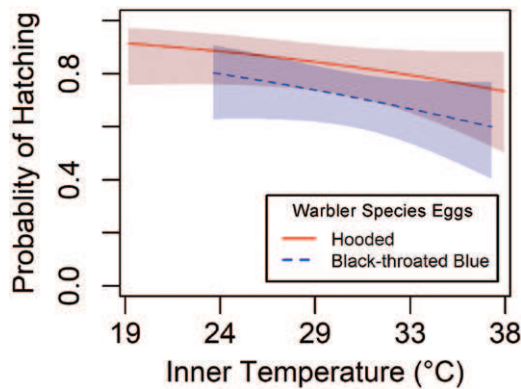 Probablity of Hatching
0.8
0.4
0.0
Warbler Species Eggs
Hooded
Black-throated Blue
19 24 29 33 38
Inner Temperature (°C)